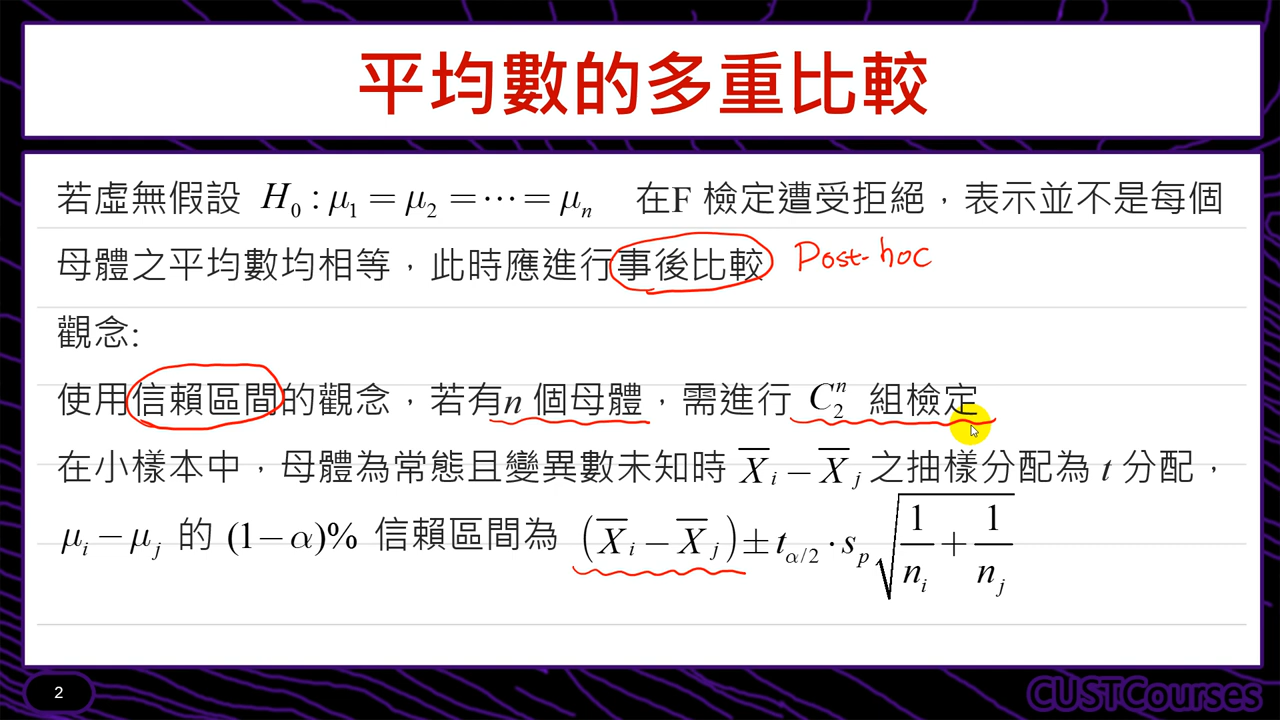 平均數的多重比較
若虛無假設 H₀ : μ₁ = μ₂ = ⋯ = μₙ 在F 檢定遭受拒絕，表示並不是每個
母體之平均數均相等，此時應進行事後比較 Post-hoc
觀念:
使用信賴區間的觀念，若有n 個母體，需進行 C₂ⁿ 組檢定
在小樣本中，母體為常態且變異數未知時 X̄ᵢ − X̄ⱼ 之抽樣分配為 t 分配，
μᵢ − μⱼ 的 (1−α)% 信賴區間為 (X̄ᵢ − X̄ⱼ) ± t_{α/2} · s_p √(1/nᵢ + 1/nⱼ)
2
CUSTCourses